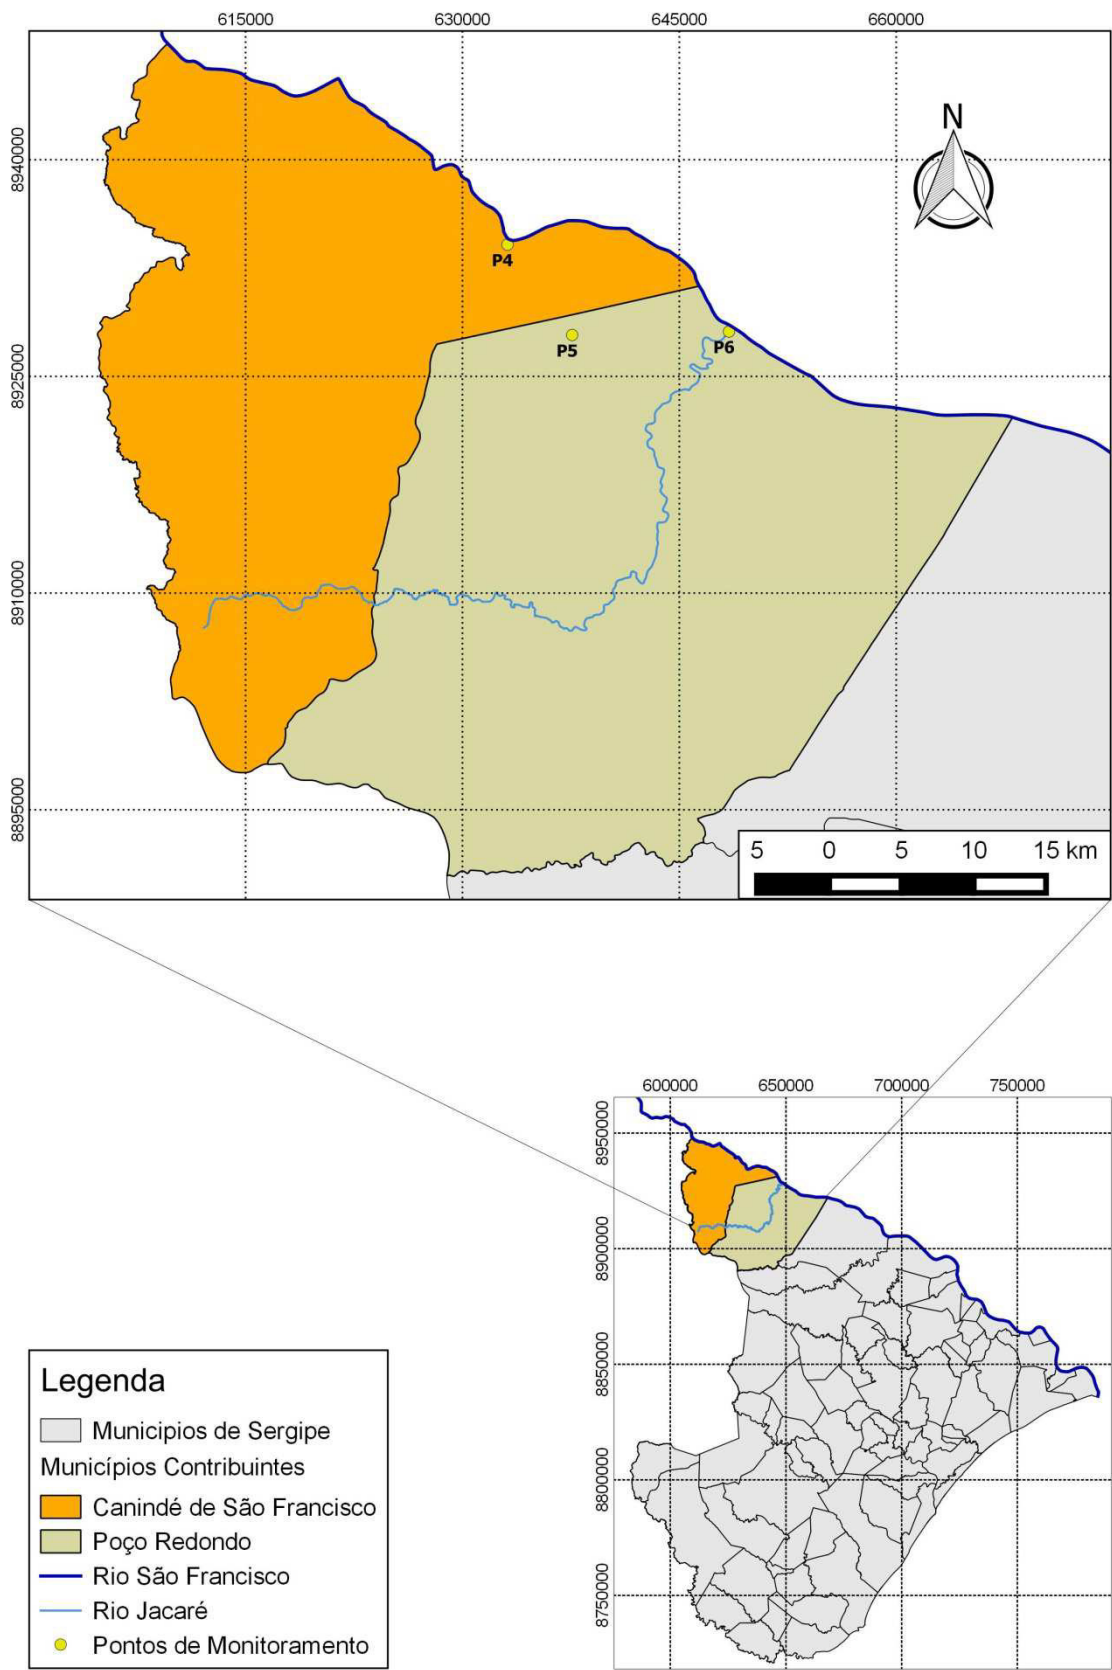 615000 630000 645000 660000
8940000
8925000
8910000
8895000
N
P4
P5
P6
5 0 5 10 15 km
600000 650000 700000 750000
8950000
8900000
8850000
8800000
8750000
Legenda
Municipios de Sergipe
Municípios Contribuintes
Canindé de São Francisco
Poço Redondo
Rio São Francisco
Rio Jacaré
Pontos de Monitoramento